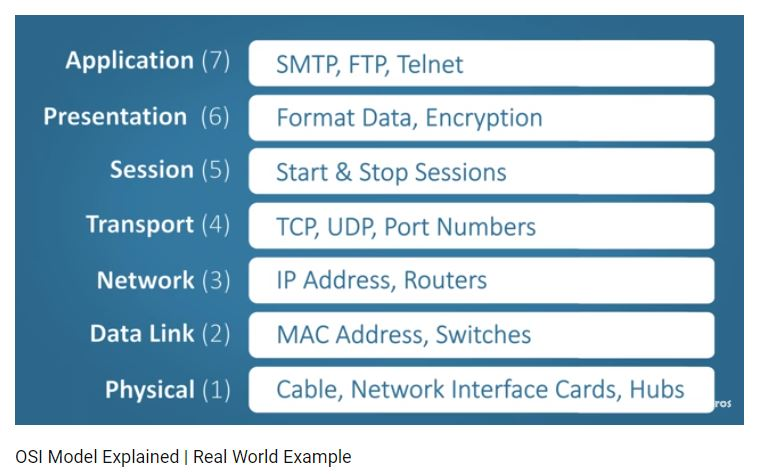 Application (7) SMTP, FTP, Telnet
Presentation (6) Format Data, Encryption
Session (5) Start & Stop Sessions
Transport (4) TCP, UDP, Port Numbers
Network (3) IP Address, Routers
Data Link (2) MAC Address, Switches
Physical (1) Cable, Network Interface Cards, Hubs
OSI Model Explained | Real World Example